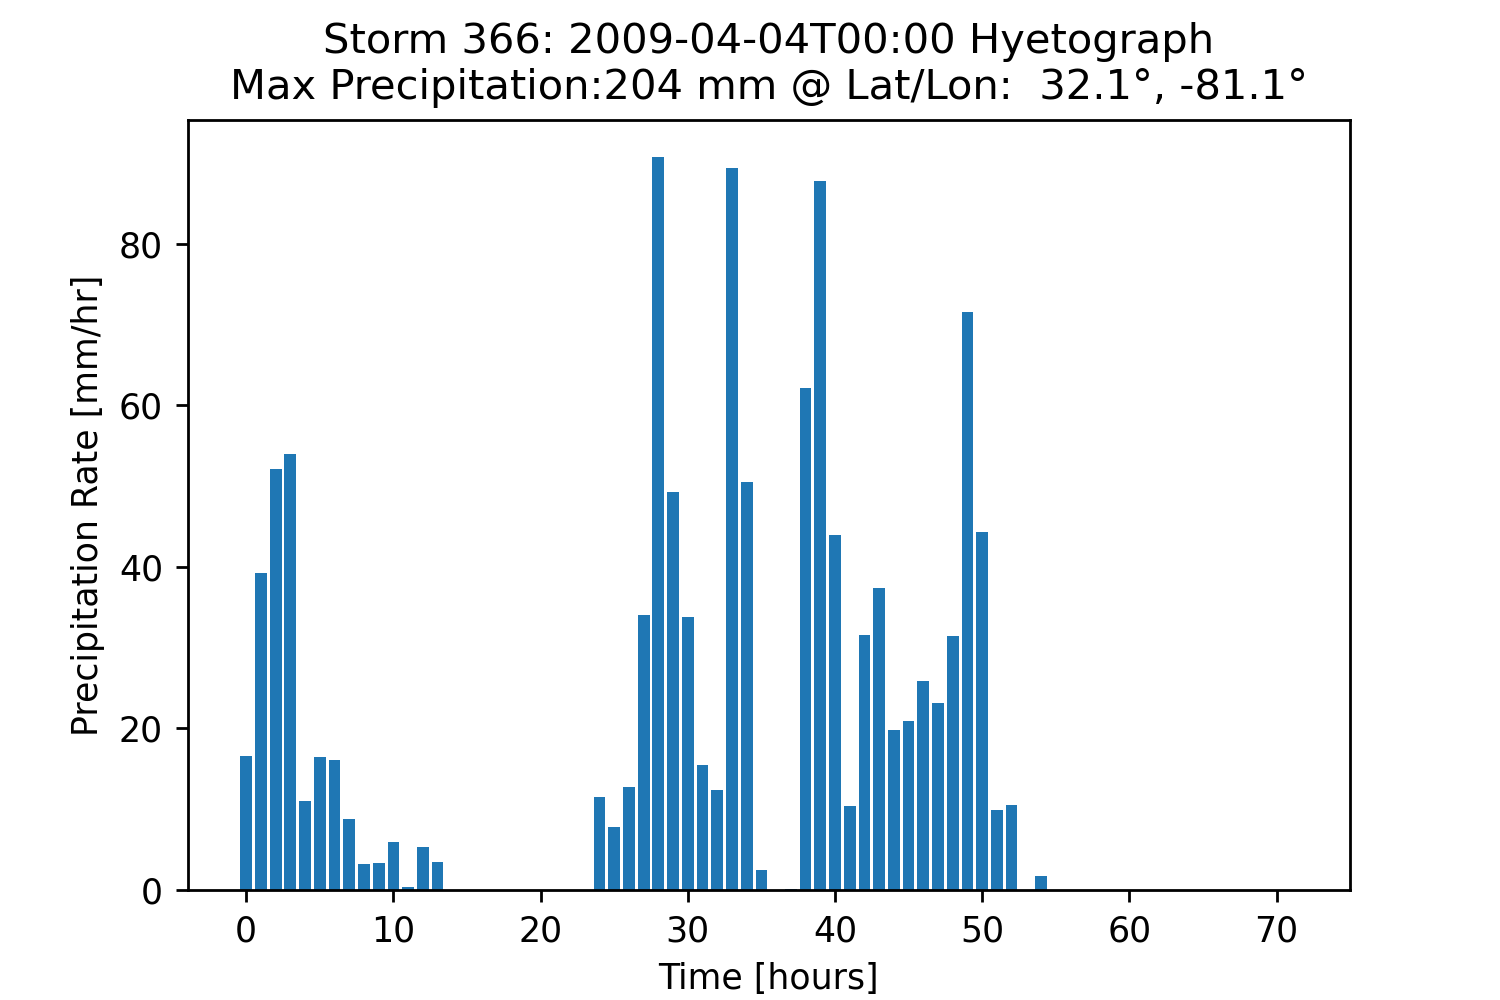 Storm 366: 2009-04-04T00:00 Hyetograph
Max Precipitation:204 mm @ Lat/Lon:  32.1°, -81.1°
Precipitation Rate [mm/hr]
80
60
40
20
0
0 10 20 30 40 50 60 70
Time [hours]